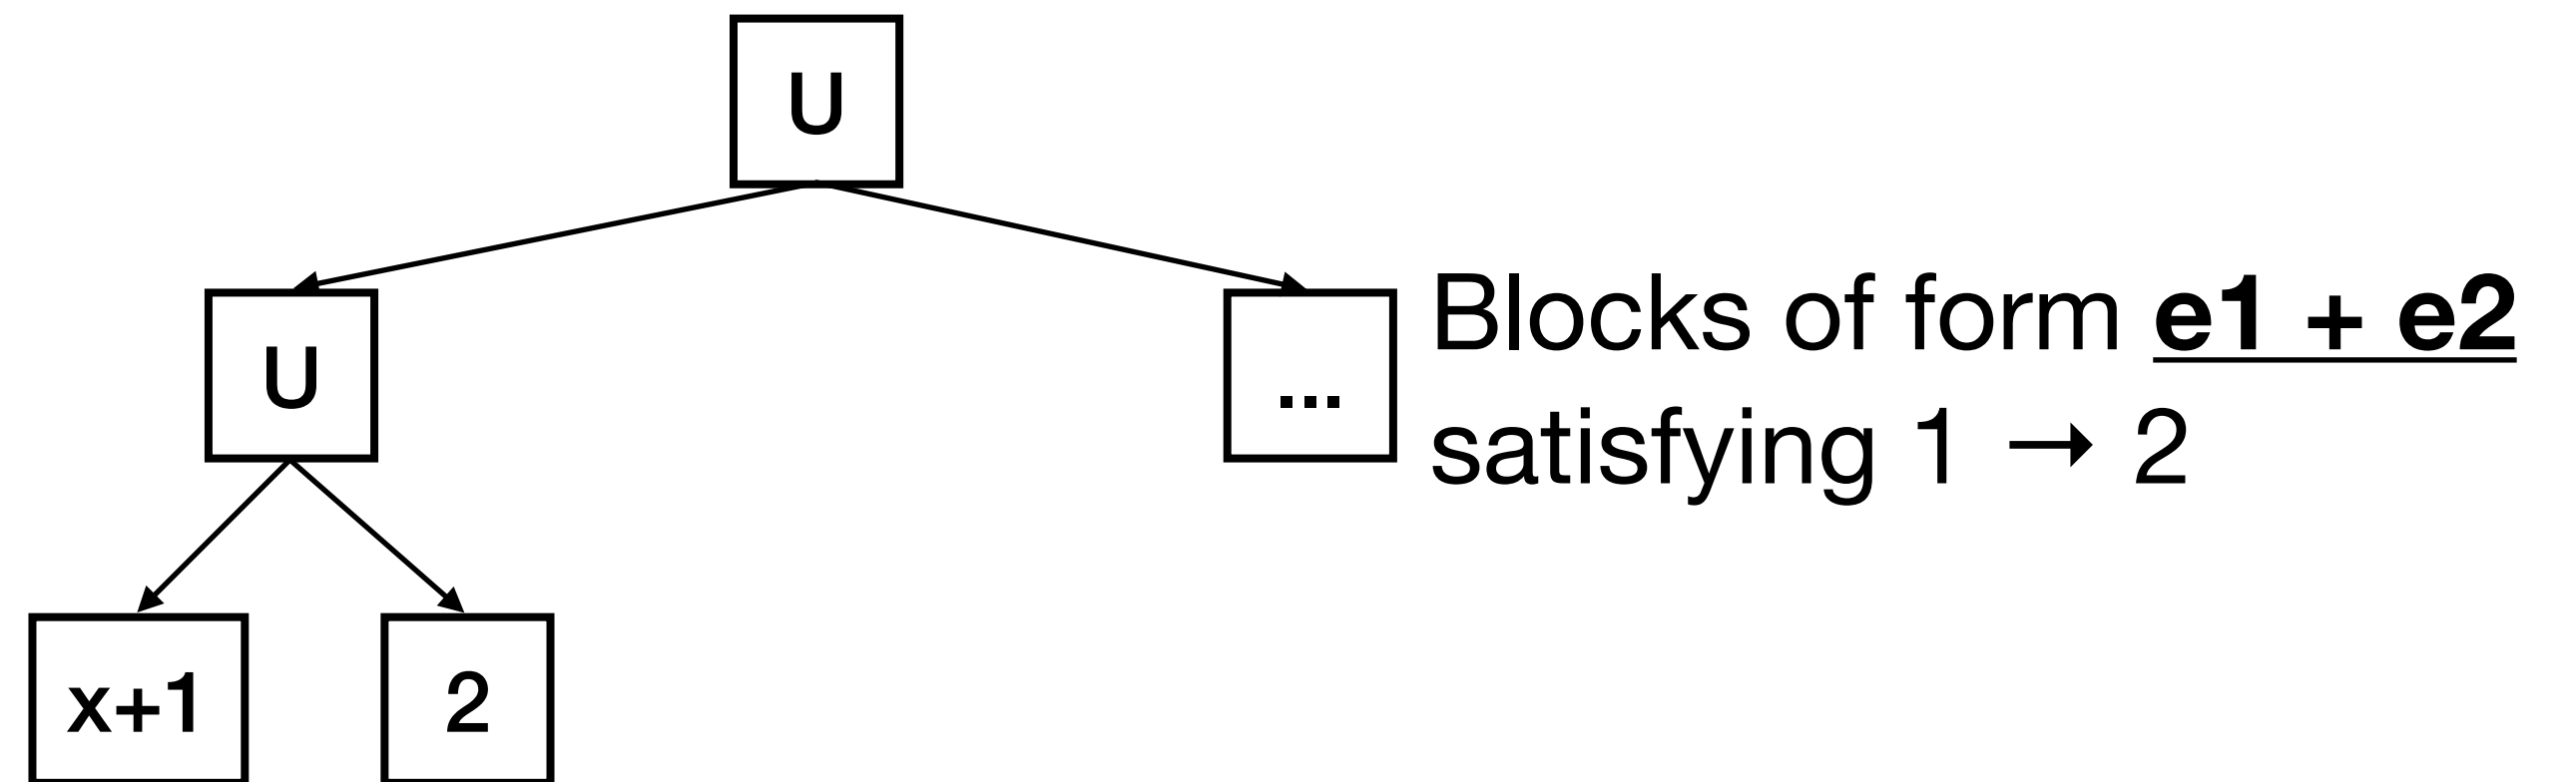 U
U
...
Blocks of form e1 + e2
satisfying 1 → 2
x+1
2